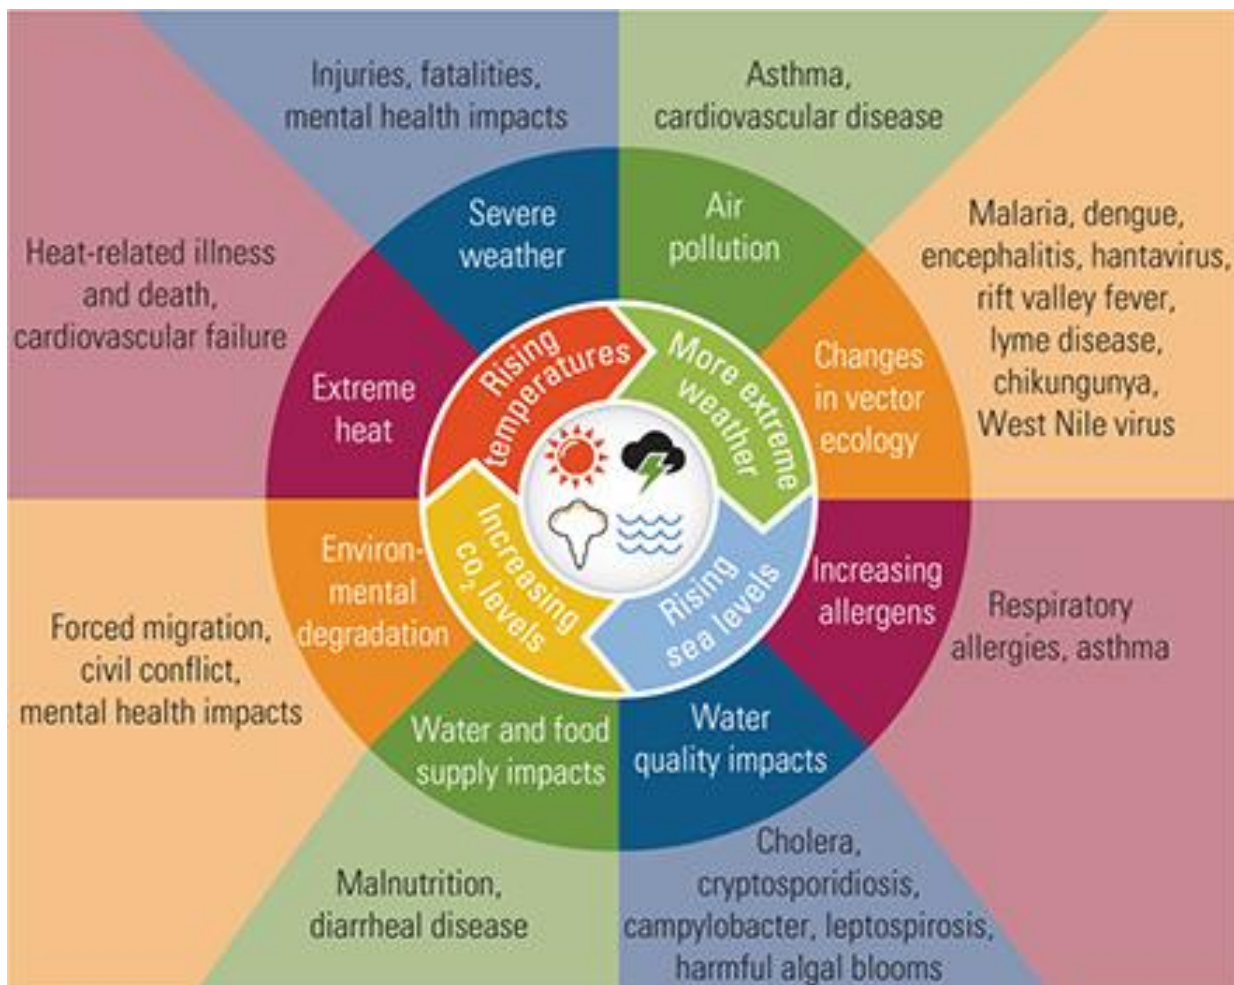 Injuries, fatalities,
mental health impacts
Asthma,
cardiovascular disease
Severe
weather
Air
pollution
Heat-related illness
and death,
cardiovascular failure
Malaria, dengue,
encephalitis, hantavirus,
rift valley fever,
lyme disease,
chikungunya,
West Nile virus
Extreme
heat
Rising
temperatures
More extreme
weather
Changes
in vector
ecology
Environ-
mental
degradation
Increasing
co₂ levels
Rising
sea levels
Increasing
allergens
Forced migration,
civil conflict,
mental health impacts
Respiratory
allergies, asthma
Water and food
supply impacts
Water
quality impacts
Malnutrition,
diarrheal disease
Cholera,
cryptosporidiosis,
campylobacter, leptospirosis,
harmful algal blooms